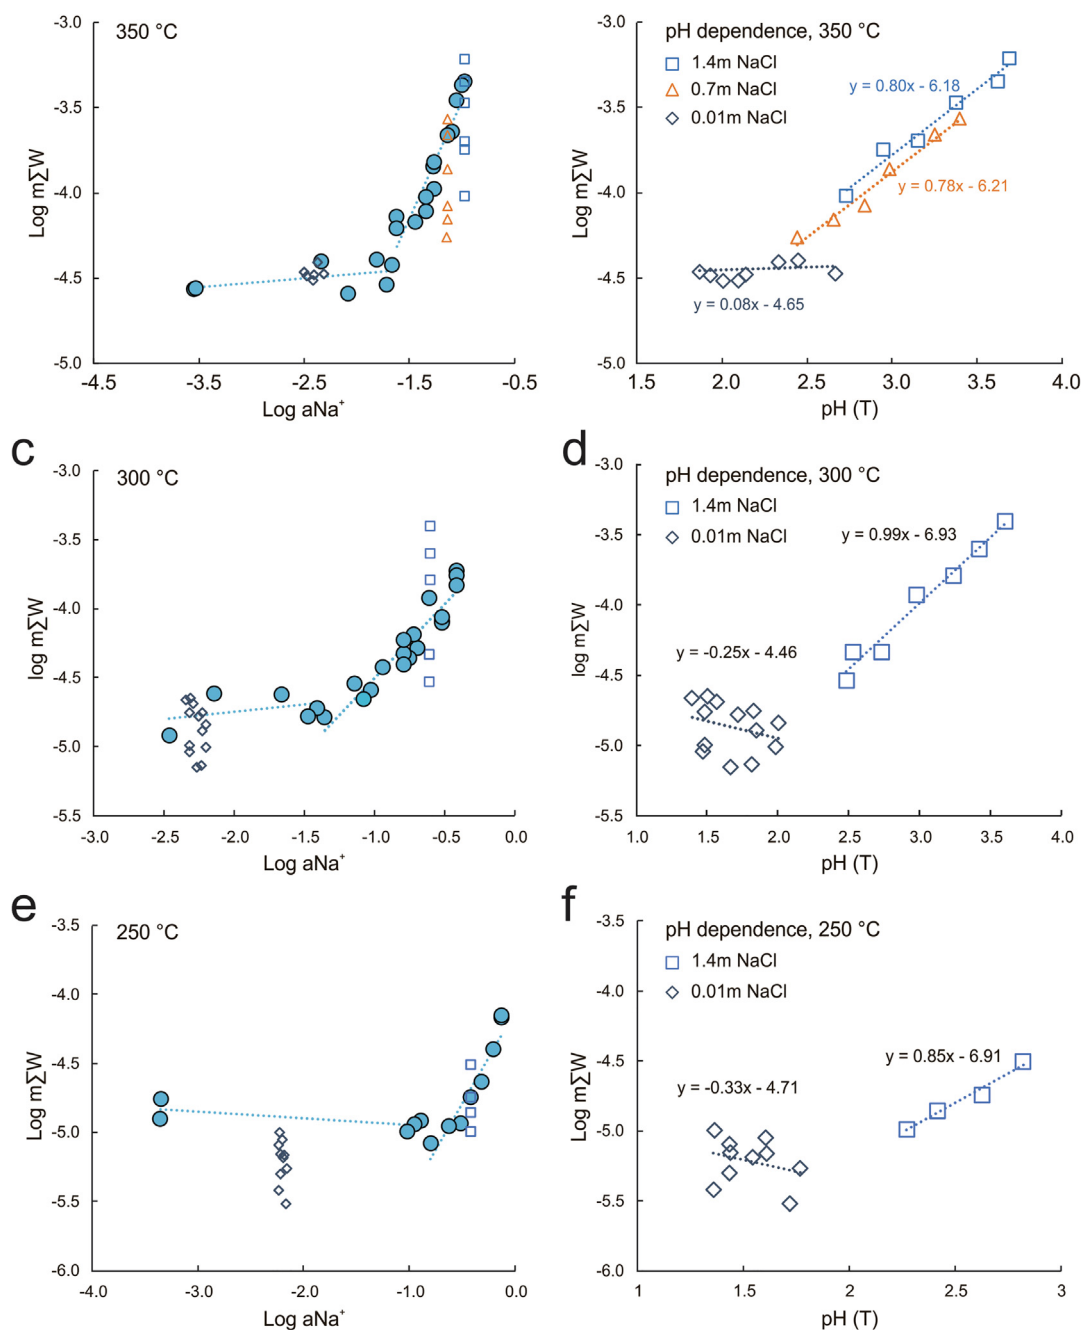 350 °C
-3.0
-3.5
-4.0
-4.5
-5.0
Log m∑W
-4.5 -3.5 -2.5 -1.5 -0.5
Log aNa⁺
pH dependence, 350 °C
1.4m NaCl
0.7m NaCl
0.01m NaCl
y = 0.80x - 6.18
y = 0.78x - 6.21
y = 0.08x - 4.65
-3.0
-3.5
-4.0
-4.5
-5.0
Log m∑W
1.5 2.0 2.5 3.0 3.5 4.0
pH (T)
c
300 °C
-3.0
-3.5
-4.0
-4.5
-5.0
-5.5
log m∑W
-3.0 -2.5 -2.0 -1.5 -1.0 -0.5 0.0
Log aNa⁺
d
pH dependence, 300 °C
1.4m NaCl
0.01m NaCl
y = 0.99x - 6.93
y = -0.25x - 4.46
-3.0
-3.5
-4.0
-4.5
-5.0
-5.5
log m∑W
1.0 1.5 2.0 2.5 3.0 3.5 4.0
pH (T)
e
250 °C
-3.5
-4.0
-4.5
-5.0
-5.5
-6.0
Log m∑W
-4.0 -3.0 -2.0 -1.0 0.0
Log aNa⁺
f
pH dependence, 250 °C
1.4m NaCl
0.01m NaCl
y = 0.85x - 6.91
y = -0.33x - 4.71
-3.5
-4.0
-4.5
-5.0
-5.5
-6.0
Log m∑W
1 1.5 2 2.5 3
pH (T)